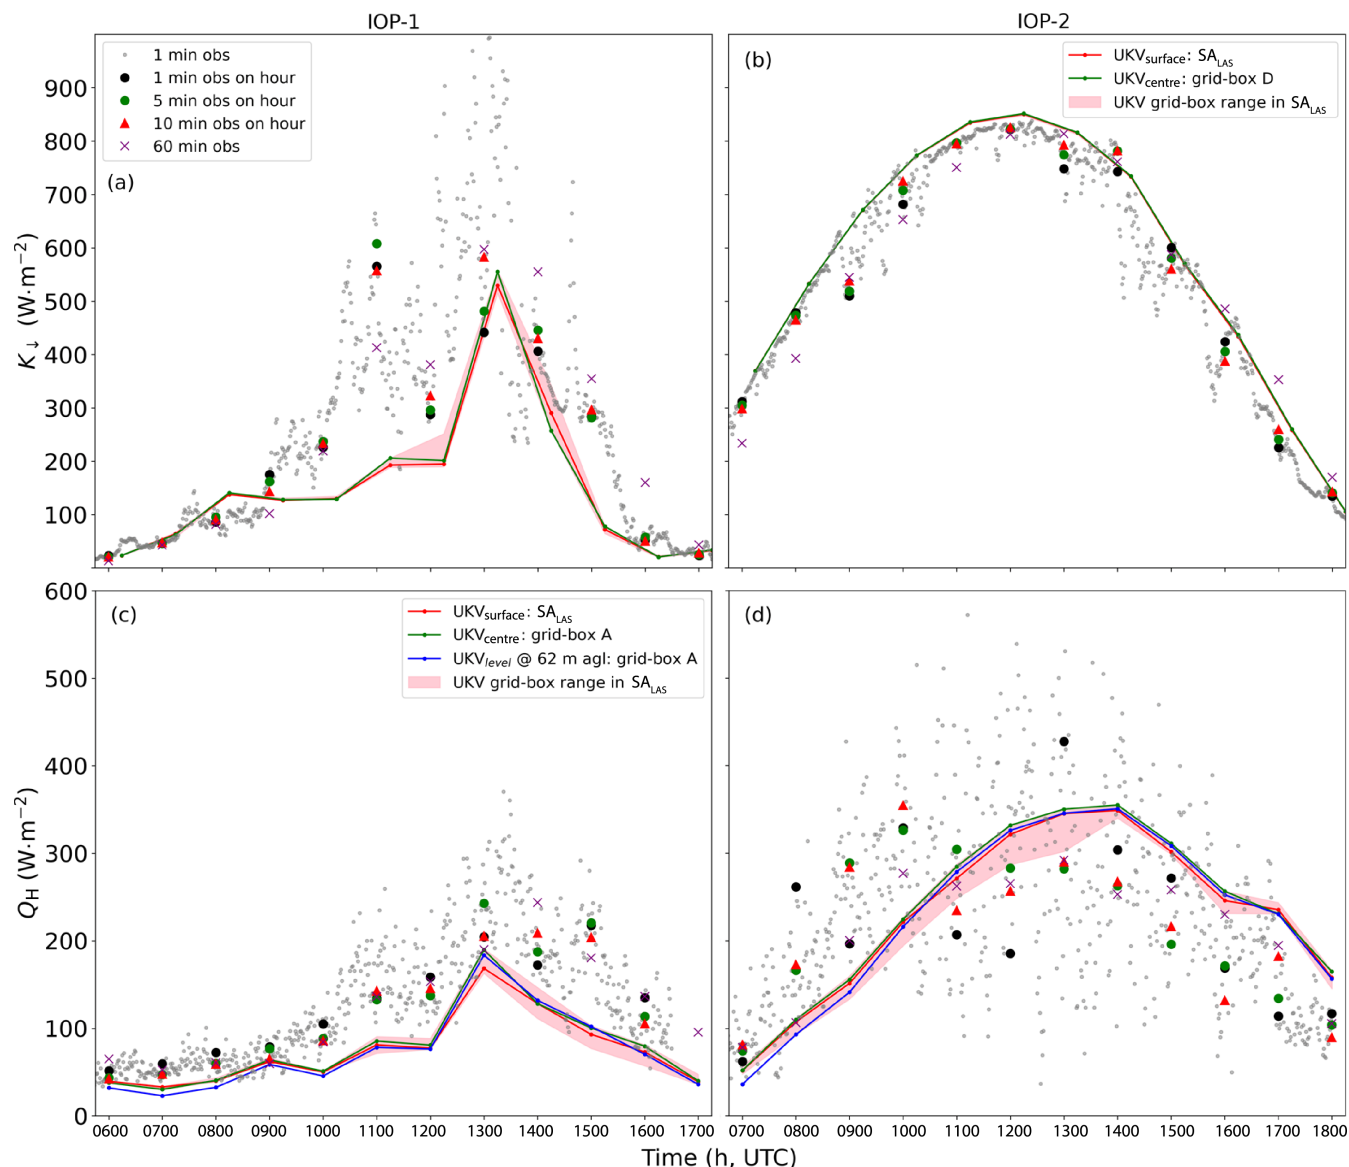 IOP-1
IOP-2
1 min obs
1 min obs on hour
5 min obs on hour
10 min obs on hour
60 min obs
(a)
(b)
UKVsurface: SALAS
UKVcentre: grid-box D
UKV grid-box range in SALAS
900
800
700
600
500
400
300
200
100
K↓ (W·m−2)
(c)
UKVsurface: SALAS
UKVcentre: grid-box A
UKVlevel @ 62 m agl: grid-box A
UKV grid-box range in SALAS
(d)
600
500
400
300
200
100
0
QH (W·m−2)
0600 0700 0800 0900 1000 1100 1200 1300 1400 1500 1600 1700
0700 0800 0900 1000 1100 1200 1300 1400 1500 1600 1700 1800
Time (h, UTC)